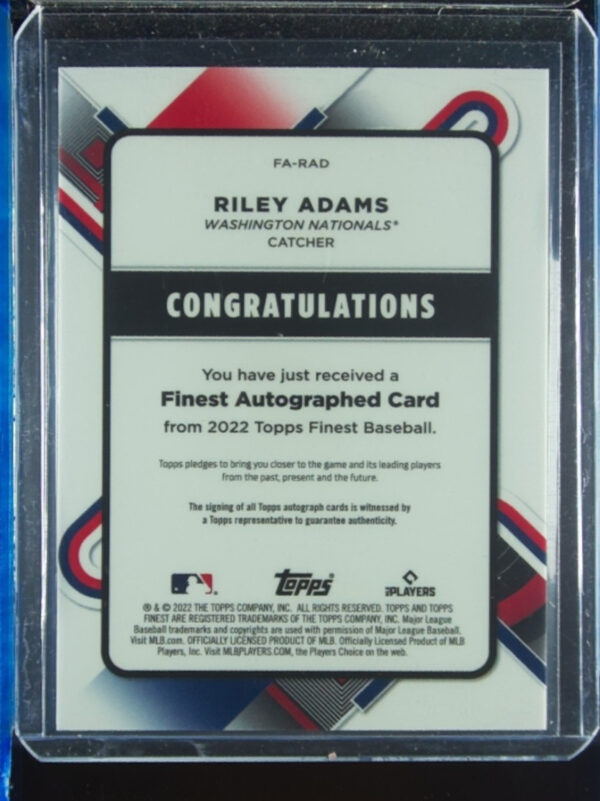 FA-RAD
RILEY ADAMS
WASHINGTON NATIONALS®
CATCHER
CONGRATULATIONS
You have just received a
Finest Autographed Card
from 2022 Topps Finest Baseball.
Topps pledges to bring you closer to the game and its leading players
from the past, present and the future.
The signing of all Topps autograph cards is witnessed by
a Topps representative to guarantee authenticity.
Topps PLAYERS
® & © 2022 THE TOPPS COMPANY, INC. ALL RIGHTS RESERVED. TOPPS AND TOPPS
FINEST ARE REGISTERED TRADEMARKS OF THE TOPPS COMPANY, INC. Major League
Baseball trademarks and copyrights are used with permission of Major League Baseball.
Visit MLB.com. OFFICIALLY LICENSED PRODUCT OF MLB. Officially Licensed Product of MLB
Players, Inc. Visit MLBPLAYERS.COM, the Players Choice on the web.